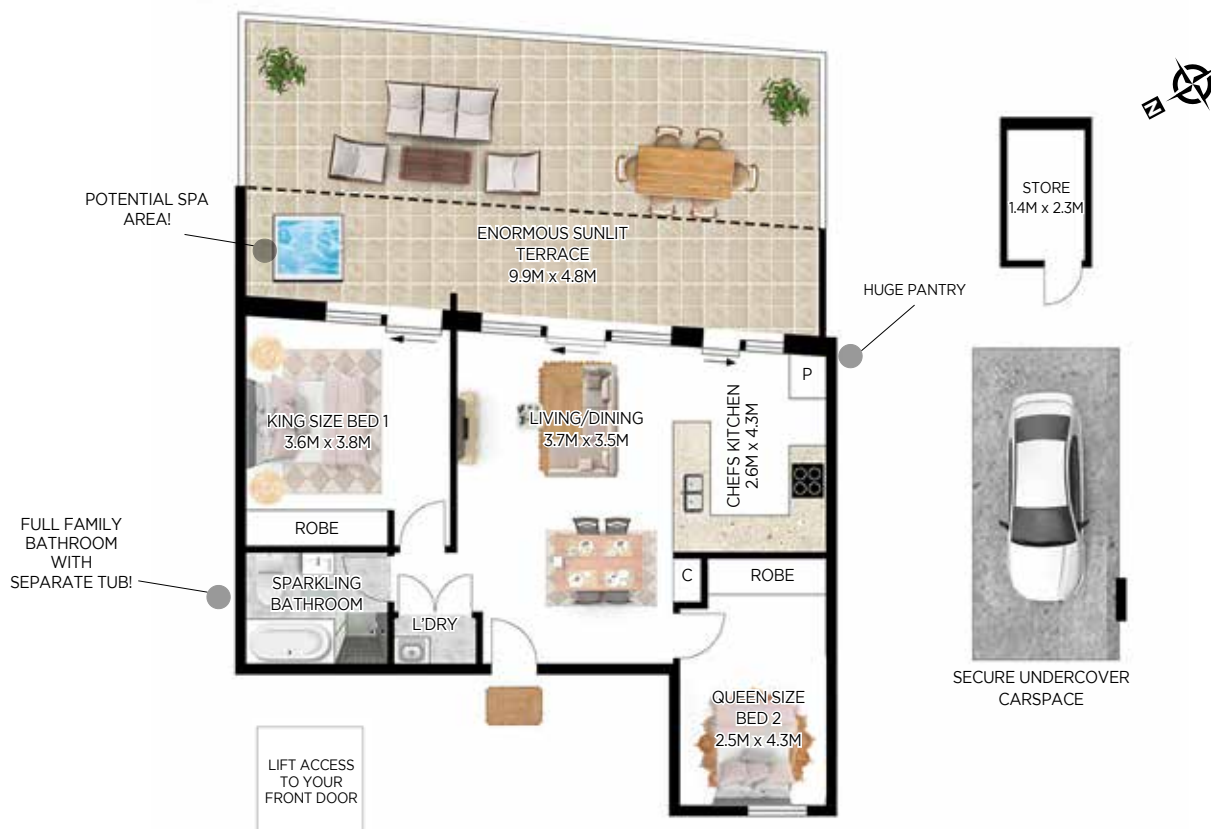 N
POTENTIAL SPA
AREA!
ENORMOUS SUNLIT
TERRACE
9.9M x 4.8M
STORE
1.4M x 2.3M
HUGE PANTRY
KING SIZE BED 1
3.6M x 3.8M
LIVING/DINING
3.7M x 3.5M
CHEFS KITCHEN
2.6M x 4.3M
P
FULL FAMILY
BATHROOM
WITH
SEPARATE TUB!
ROBE
SPARKLING
BATHROOM
L'DRY
C
ROBE
QUEEN SIZE
BED 2
2.5M x 4.3M
SECURE UNDERCOVER
CARSPACE
LIFT ACCESS
TO YOUR
FRONT DOOR